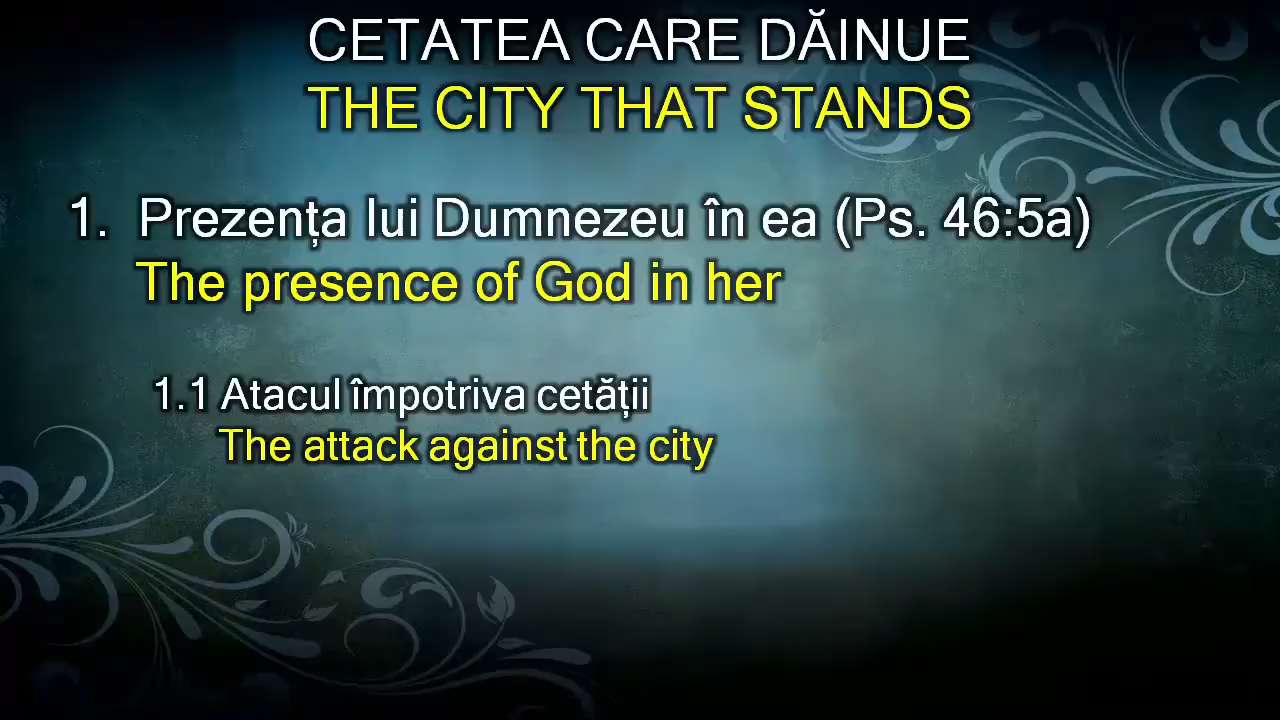 CETATEA CARE DĂINUE
THE CITY THAT STANDS
1. Prezența lui Dumnezeu în ea (Ps. 46:5a)
The presence of God in her
1.1 Atacul împotriva cetății
The attack against the city